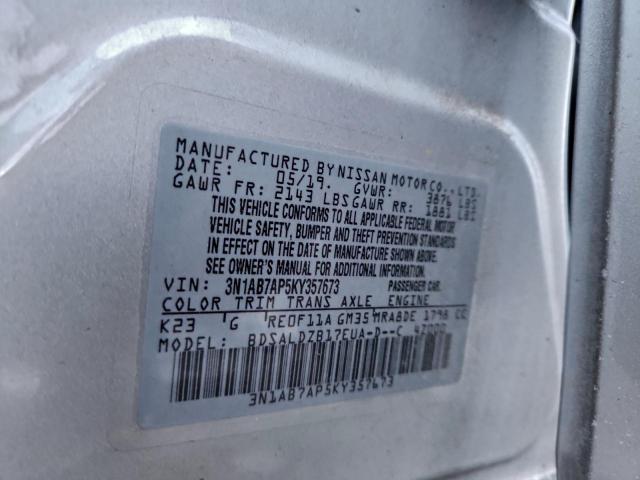 MANUFACTURED BY NISSAN MOTOR CO., LTD.
DATE: 05/19. GVWR: 3876 LBS
GAWR FR: 2143 LBS GAWR RR: 1881 LBS
THIS VEHICLE CONFORMS TO ALL APPLICABLE FEDERAL MOTOR
VEHICLE SAFETY, BUMPER AND THEFT PREVENTION STANDARDS
IN EFFECT ON THE DATE OF MANUFACTURE SHOWN ABOVE.
SEE OWNER'S MANUAL FOR ADDITIONAL INFORMATION.
VIN: 3N1AB7AP5KY357673 PASSENGER CAR.
COLOR TRIM TRANS AXLE ENGINE
K23 G RE0F11A GM35 MRA8DE 1798 CC
MODEL: BDSALDZB17EUA-D--C 4Z000
3N1AB7AP5KY357673